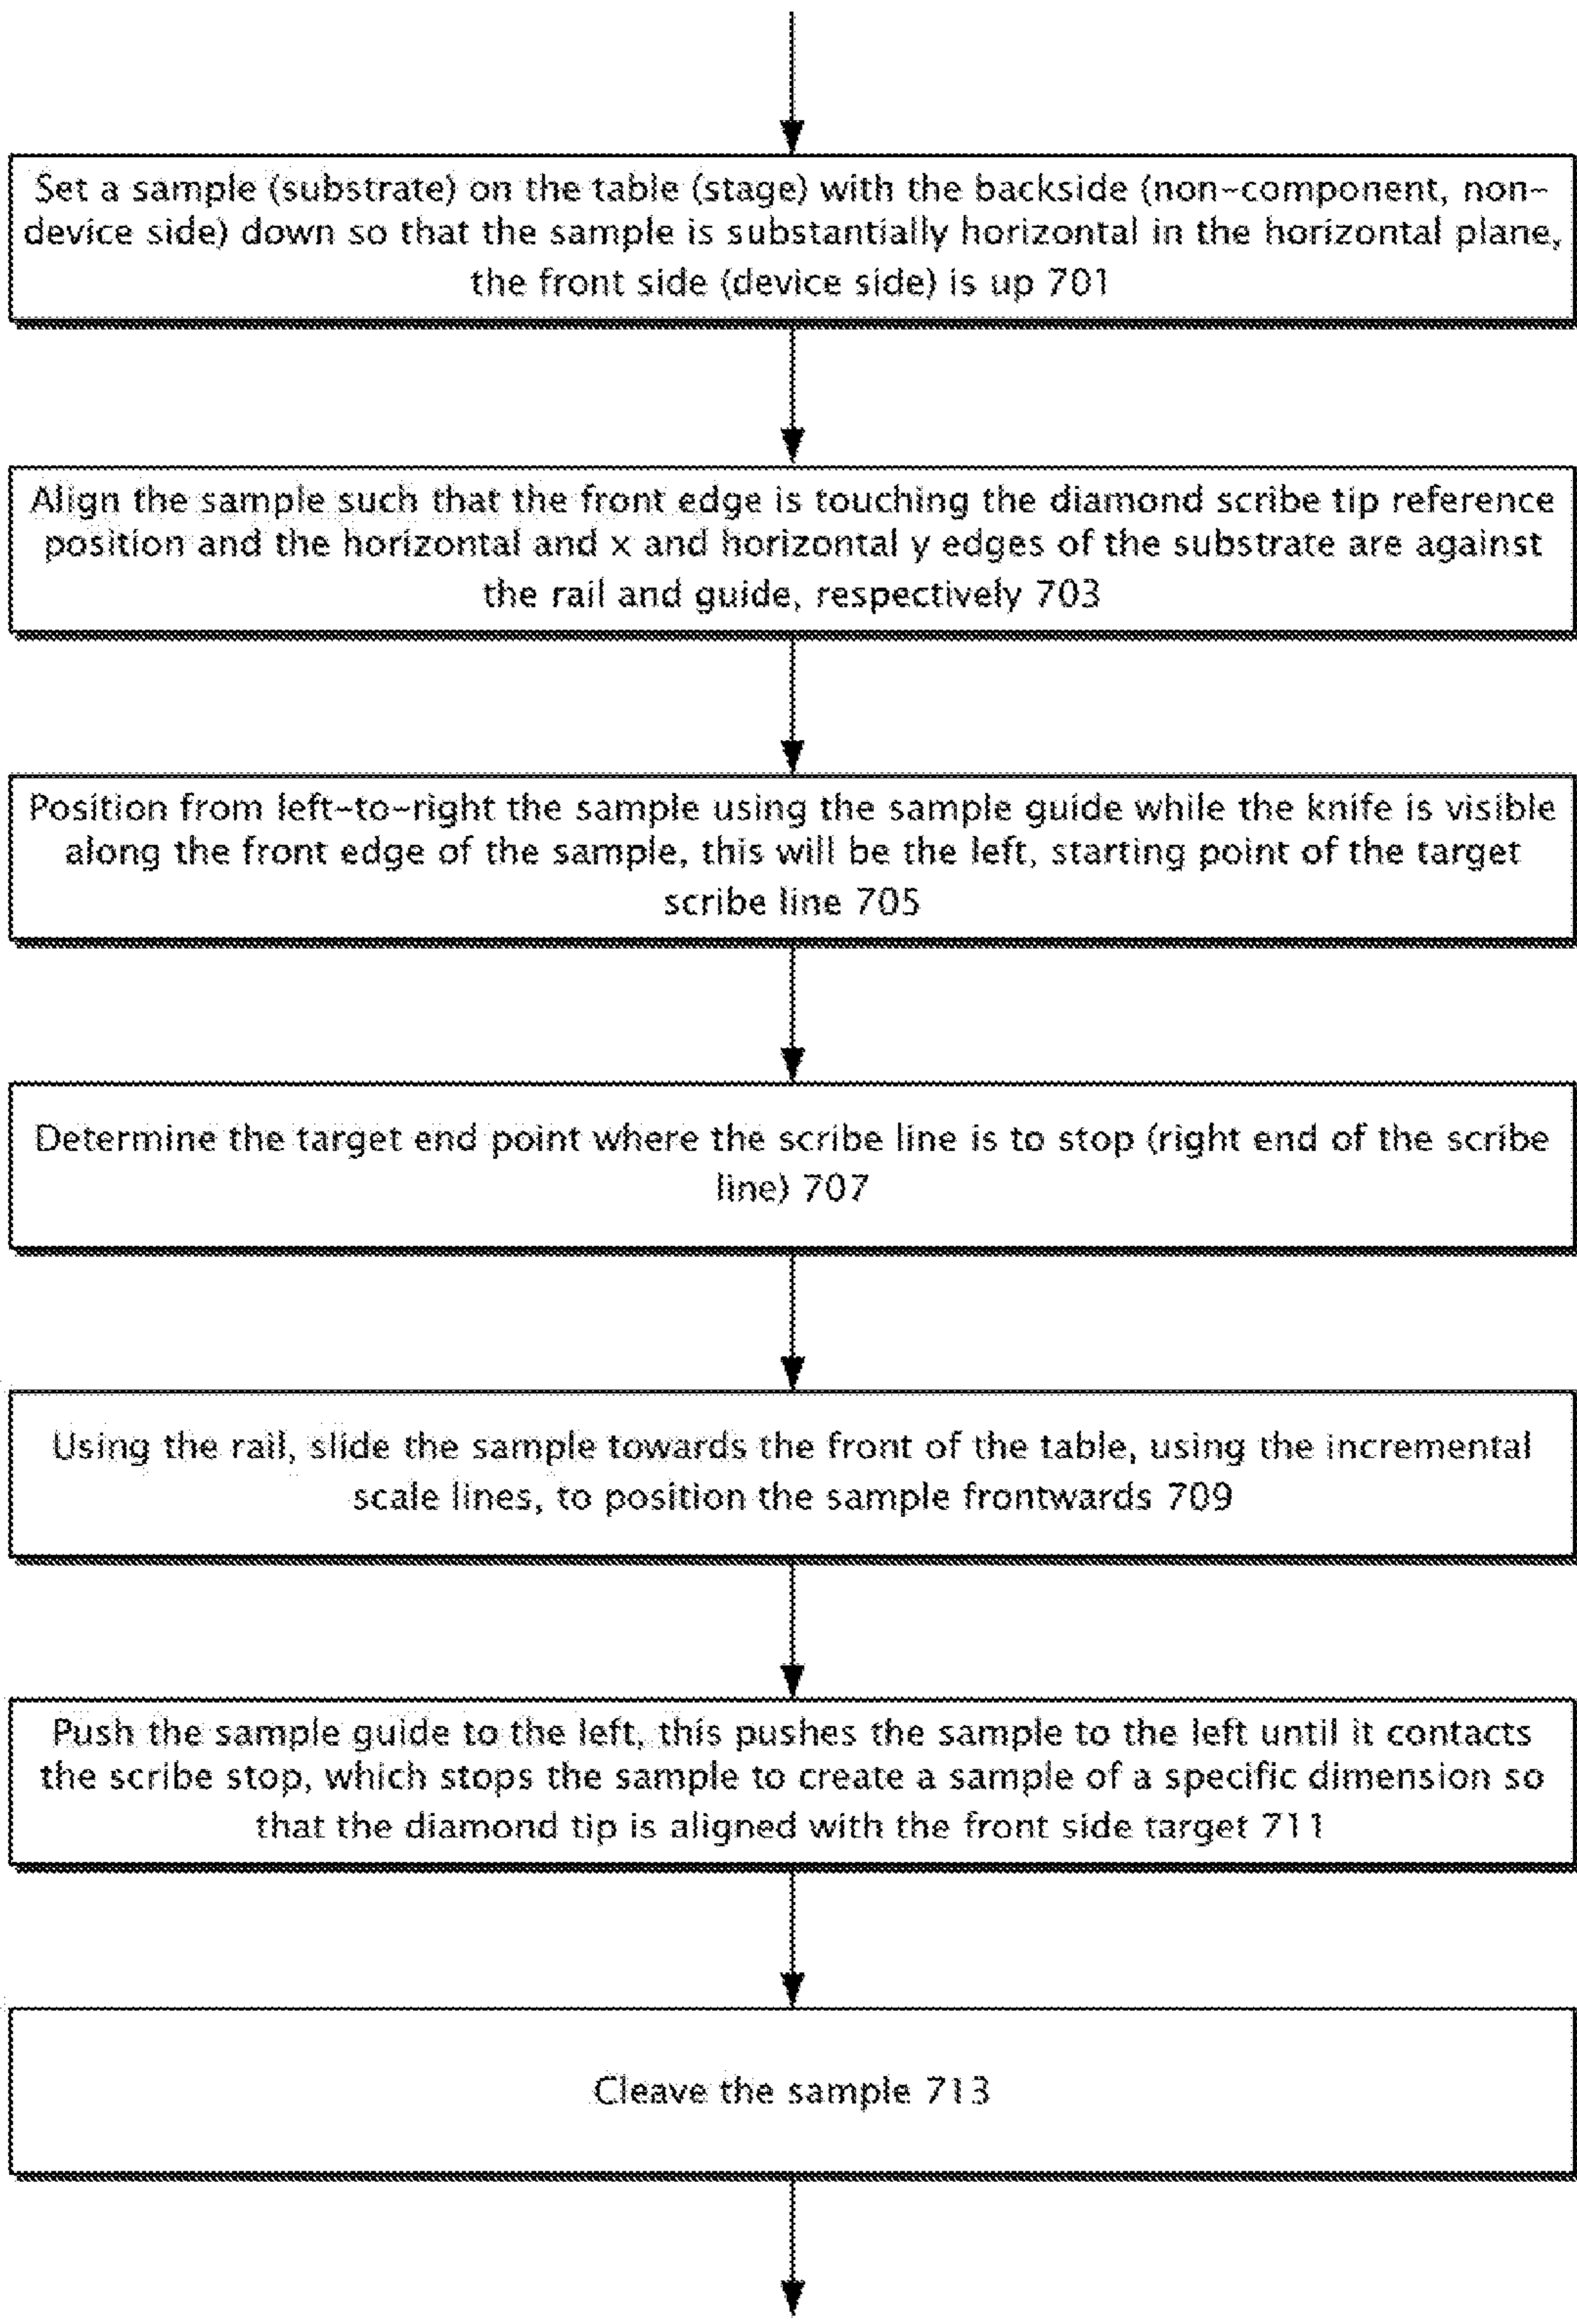 Set a sample (substrate) on the table (stage) with the backside (non-component, non-
device side) down so that the sample is substantially horizontal in the horizontal plane,
the front side (device side) is up 701
Align the sample such that the front edge is touching the diamond scribe tip reference
position and the horizontal and x and horizontal y edges of the substrate are against
the rail and guide, respectively 703
Position from left-to-right the sample using the sample guide while the knife is visible
along the front edge of the sample, this will be the left, starting point of the target
scribe line 705
Determine the target end point where the scribe line is to stop (right end of the scribe
line) 707
Using the rail, slide the sample towards the front of the table, using the incremental
scale lines, to position the sample frontwards 709
Push the sample guide to the left, this pushes the sample to the left until it contacts
the scribe stop, which stops the sample to create a sample of a specific dimension so
that the diamond tip is aligned with the front side target 711
Cleave the sample 713